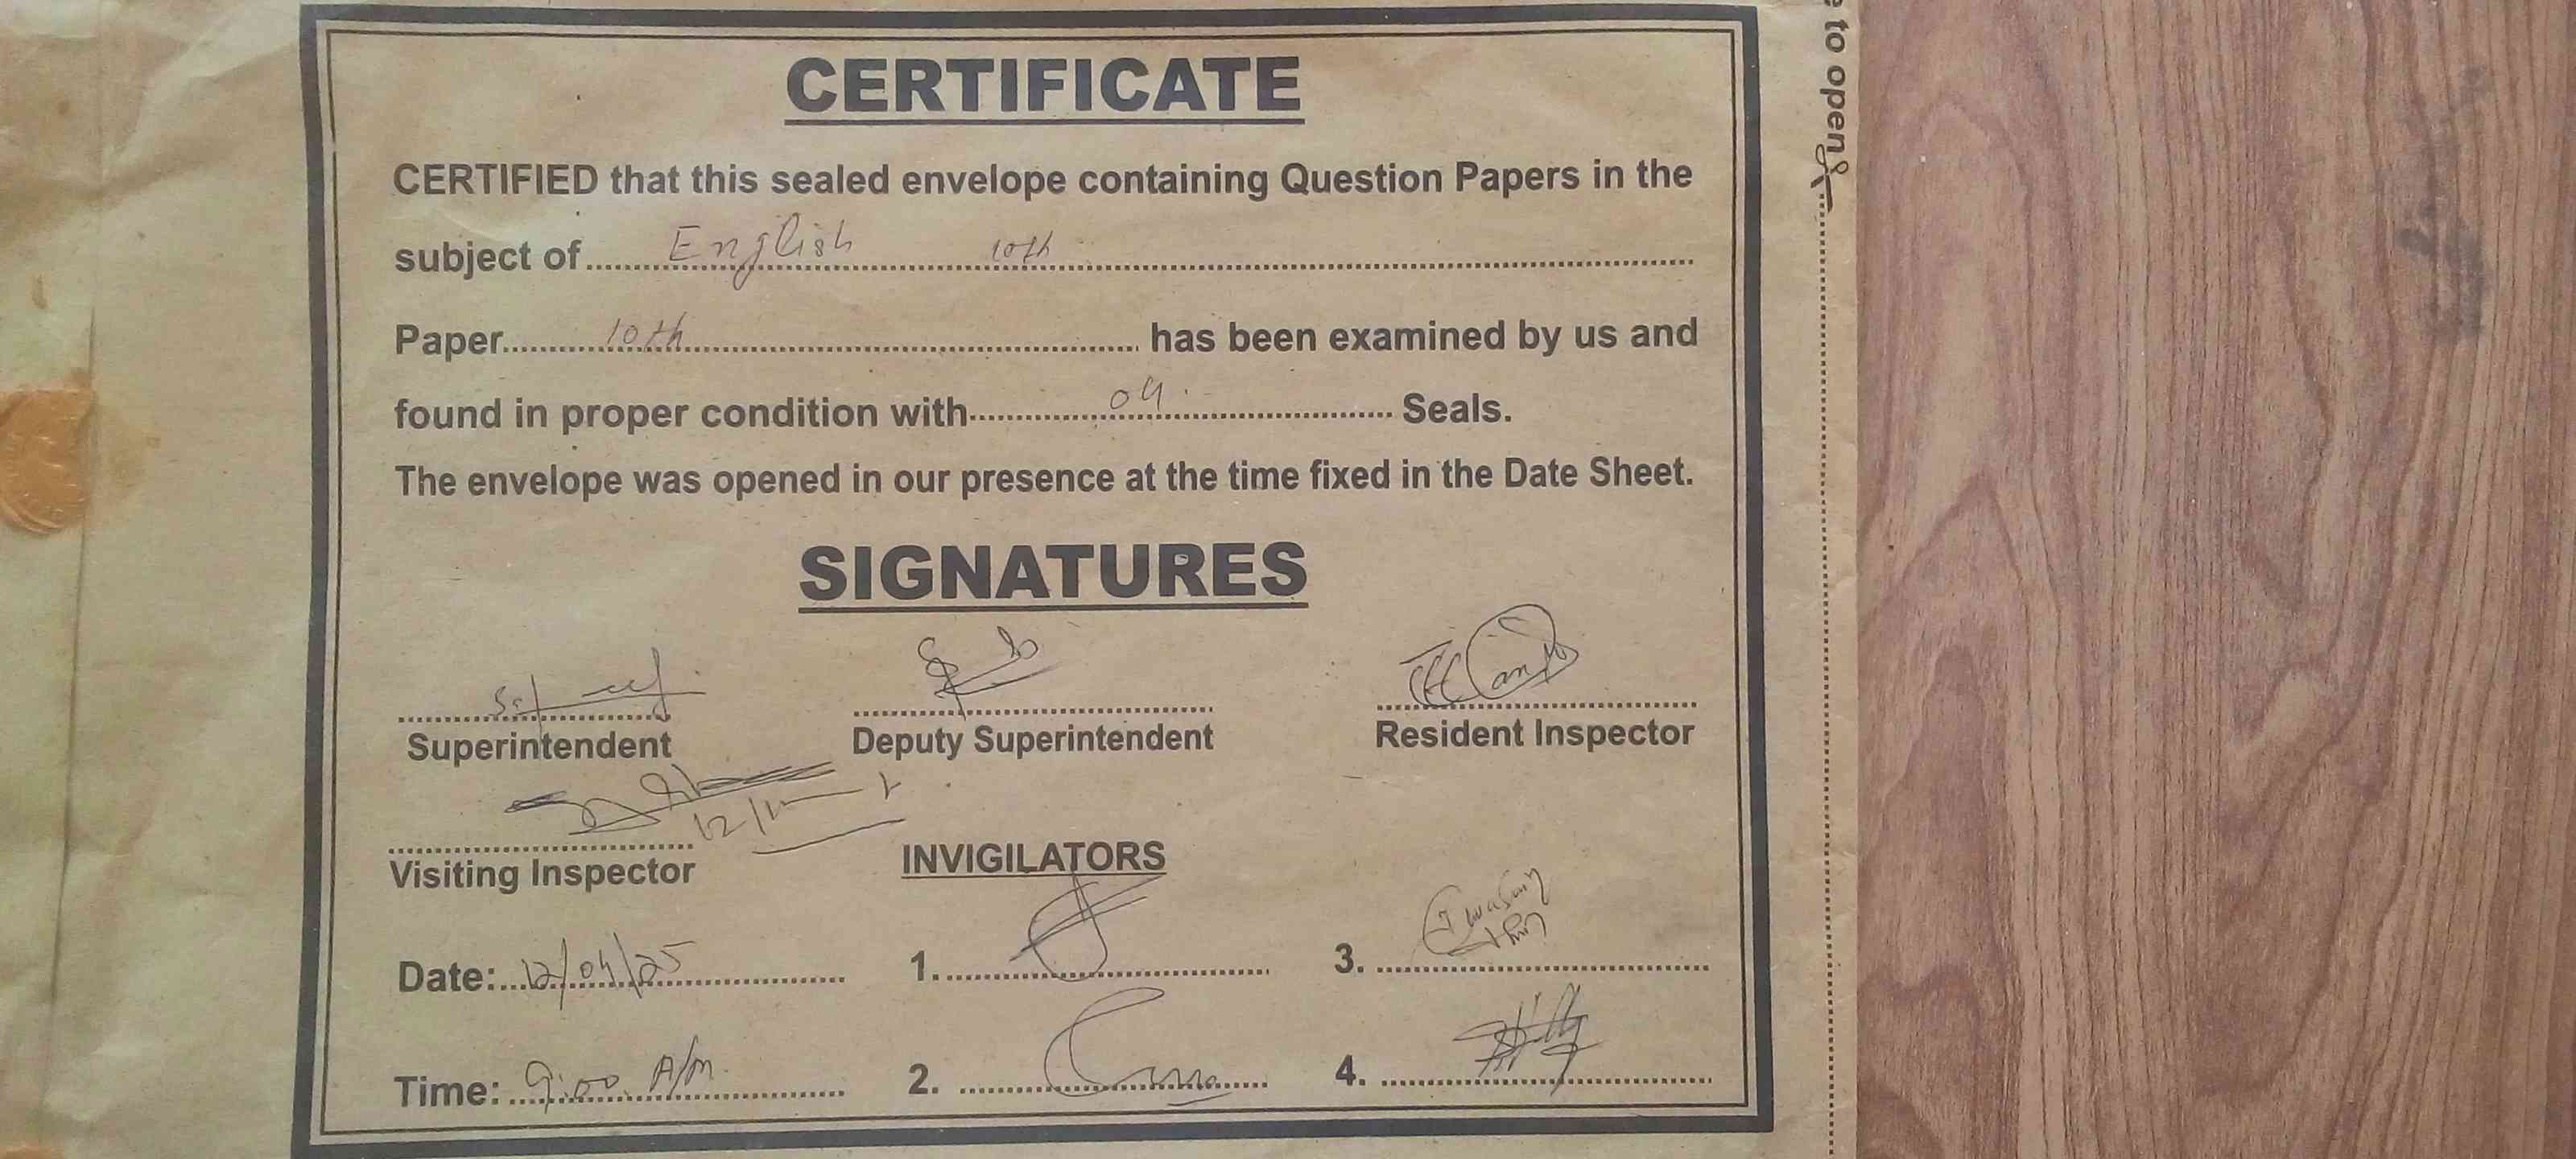 to open
CERTIFICATE
CERTIFIED that this sealed envelope containing Question Papers in the
subject of English 10th
Paper 10th has been examined by us and
found in proper condition with 04 Seals.
The envelope was opened in our presence at the time fixed in the Date Sheet.
SIGNATURES
Superintendent Deputy Superintendent Resident Inspector
Visiting Inspector INVIGILATORS
Date: 12/04/25 1. 3.
Time: 9:00 A/m 2. 4.